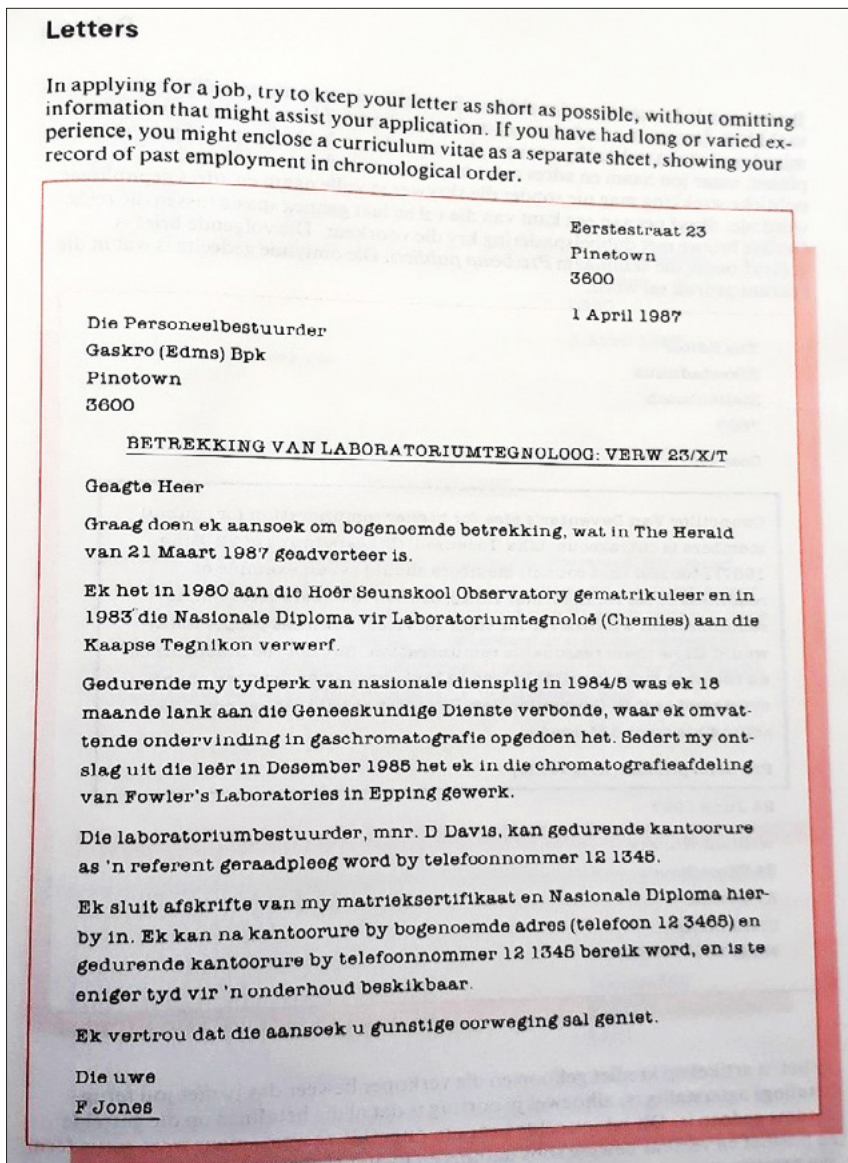 Letters
In applying for a job, try to keep your letter as short as possible, without omitting
information that might assist your application. If you have had long or varied ex-
perience, you might enclose a curriculum vitae as a separate sheet, showing your
record of past employment in chronological order.
Eerstestraat 23
Pinetown
3600
1 April 1987
Die Personeelbestuurder
Gaskro (Edms) Bpk
Pinotown
3600
BETREKKING VAN LABORATORIUMTEGNOLOOG: VERW 23/X/T
Geagte Heer
Graag doen ek aansoek om bogenoemde betrekking, wat in The Herald
van 21 Maart 1987 geadverteer is.
Ek het in 1980 aan die Hoër Seunskool Observatory gematrikuleer en in
1983 die Nasionale Diploma vir Laboratoriumtegnoloë (Chemies) aan die
Kaapse Tegnikon verwerf.
Gedurende my tydperk van nasionale diensplig in 1984/5 was ek 18
maande lank aan die Geneeskundige Dienste verbonde, waar ek omvat-
tende ondervinding in gaschromatografie opgedoen het. Sedert my ont-
slag uit die leër in Desember 1985 het ek in die chromatografieafdeling
van Fowler's Laboratories in Epping gewerk.
Die laboratoriumbestuurder, mnr. D Davis, kan gedurende kantoorure
as 'n referent geraadpleeg word by telefoonnommer 12 1345.
Ek sluit afskrifte van my matrieksertifikaat en Nasionale Diploma hier-
by in. Ek kan na kantoorure by bogenoemde adres (telefoon 12 3465) en
gedurende kantoorure by telefoonnommer 12 1345 bereik word, en is te
eniger tyd vir 'n onderhoud beskikbaar.
Ek vertrou dat die aansoek u gunstige oorweging sal geniet.
Die uwe
F Jones